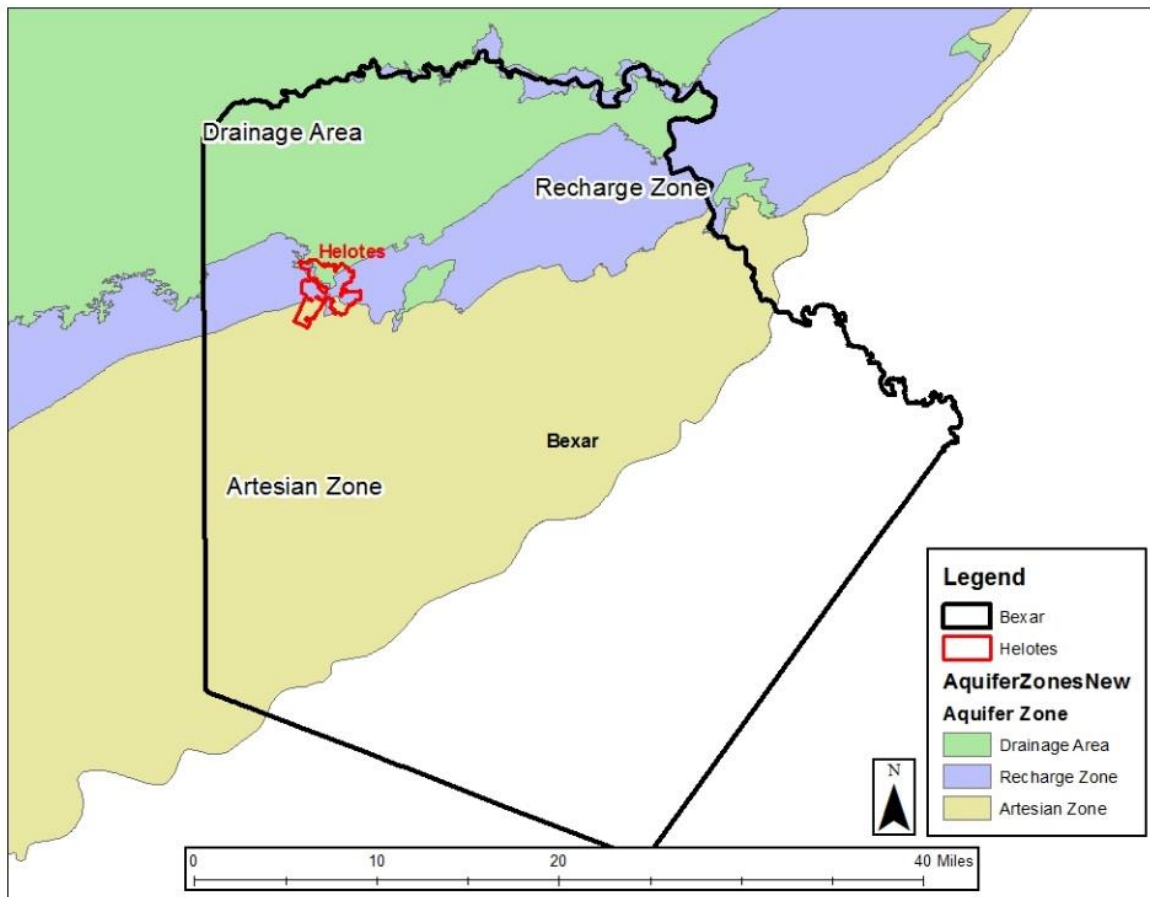 Drainage Area
Recharge Zone
Helotes
Bexar
Artesian Zone
Legend
Bexar
Helotes
AquiferZonesNew
Aquifer Zone
Drainage Area
Recharge Zone
Artesian Zone
N
0 10 20 40 Miles